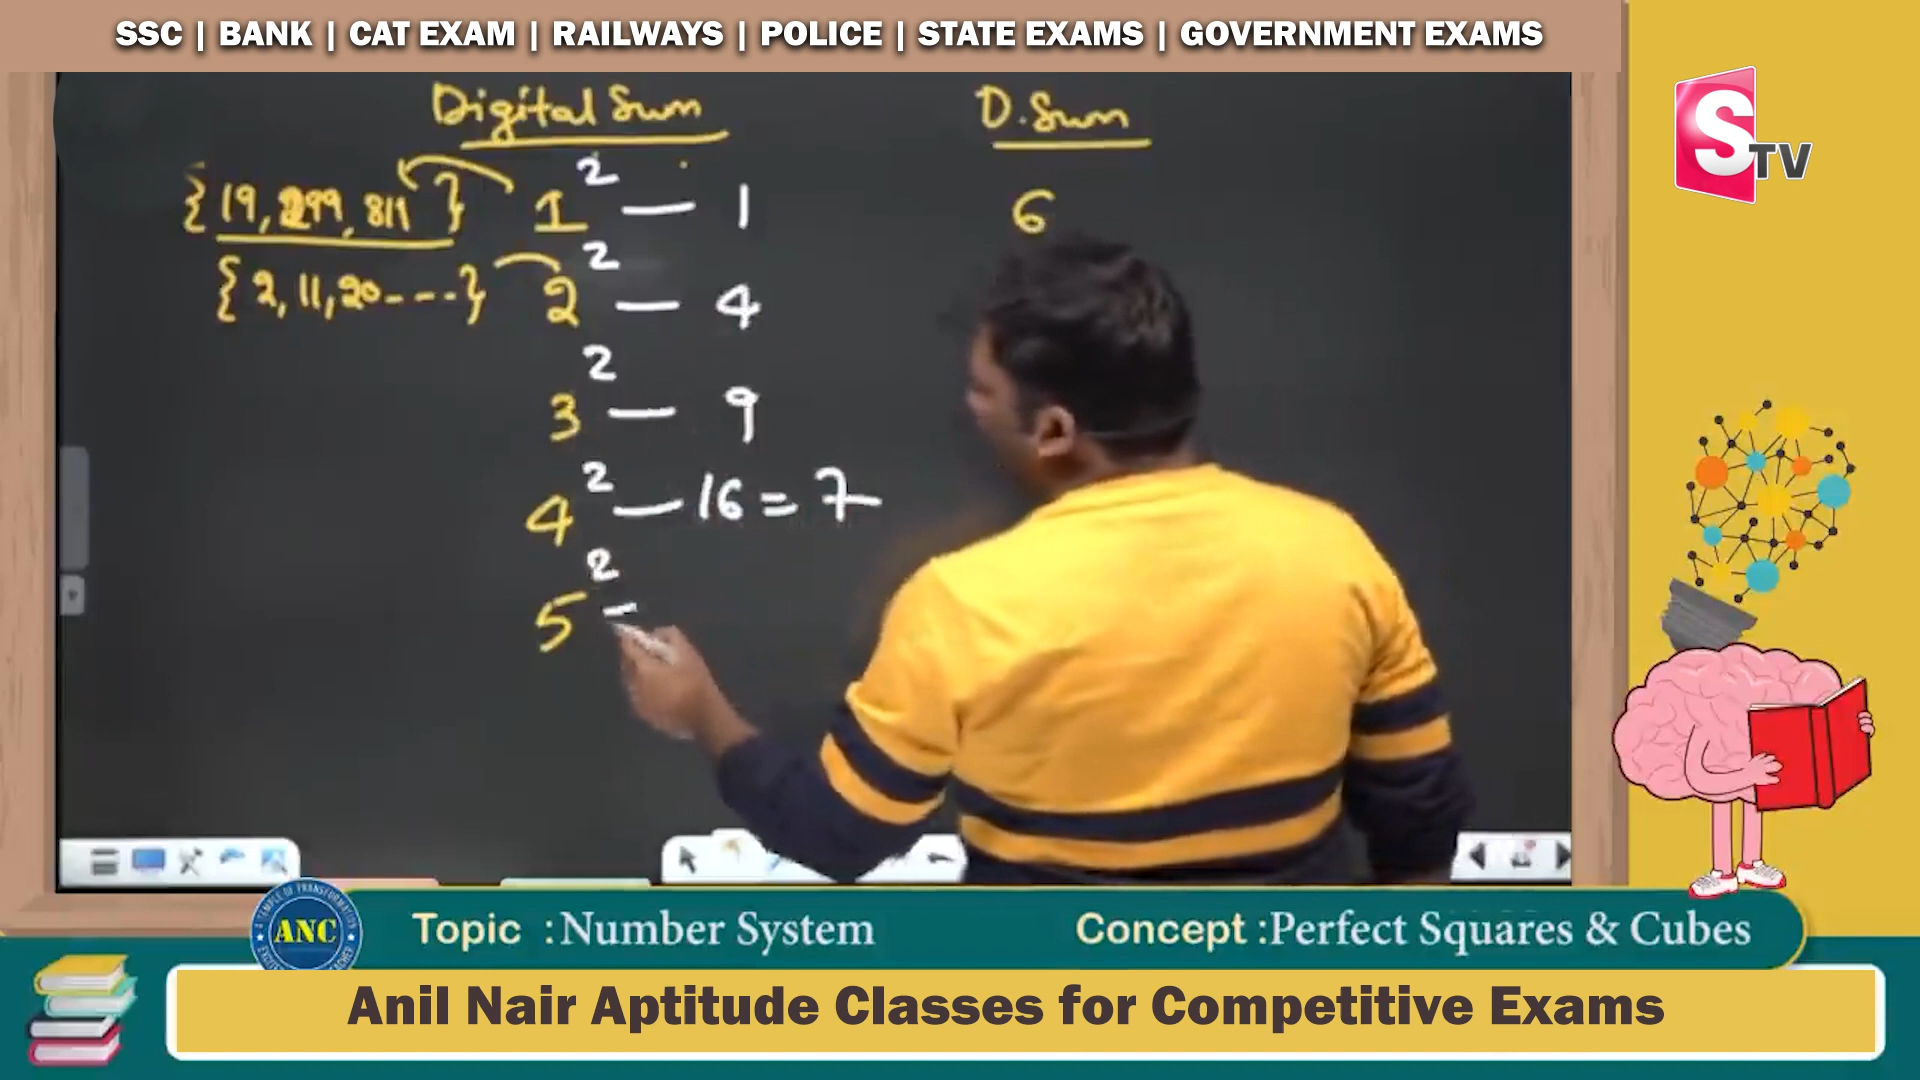 SSC | BANK | CAT EXAM | RAILWAYS | POLICE | STATE EXAMS | GOVERNMENT EXAMS
STV
Digital Sum
D. Sum
{19, 299, 811 } 1² — 1
6
{2, 11, 20---} 2² — 4
3² — 9
4² — 16 = 7
5² =
ANC
Topic : Number System
Concept : Perfect Squares & Cubes
Anil Nair Aptitude Classes for Competitive Exams